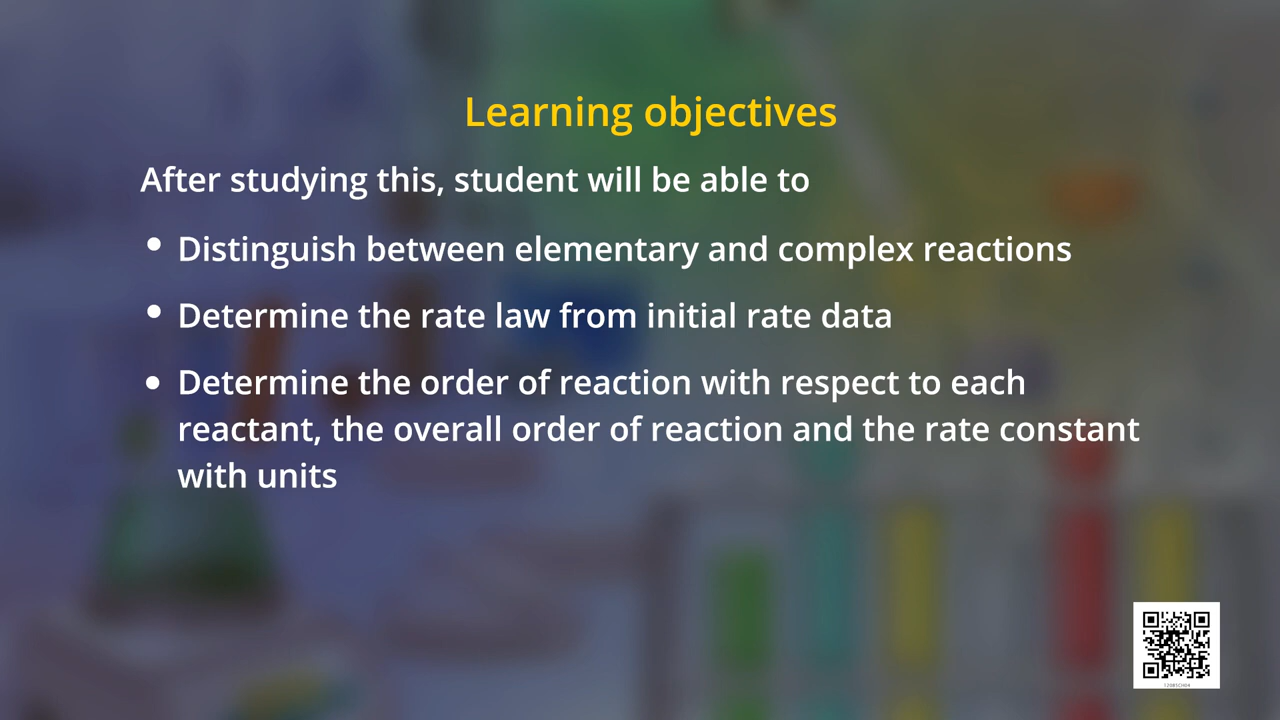 Learning objectives
After studying this, student will be able to
• Distinguish between elementary and complex reactions
• Determine the rate law from initial rate data
• Determine the order of reaction with respect to each
reactant, the overall order of reaction and the rate constant
with units